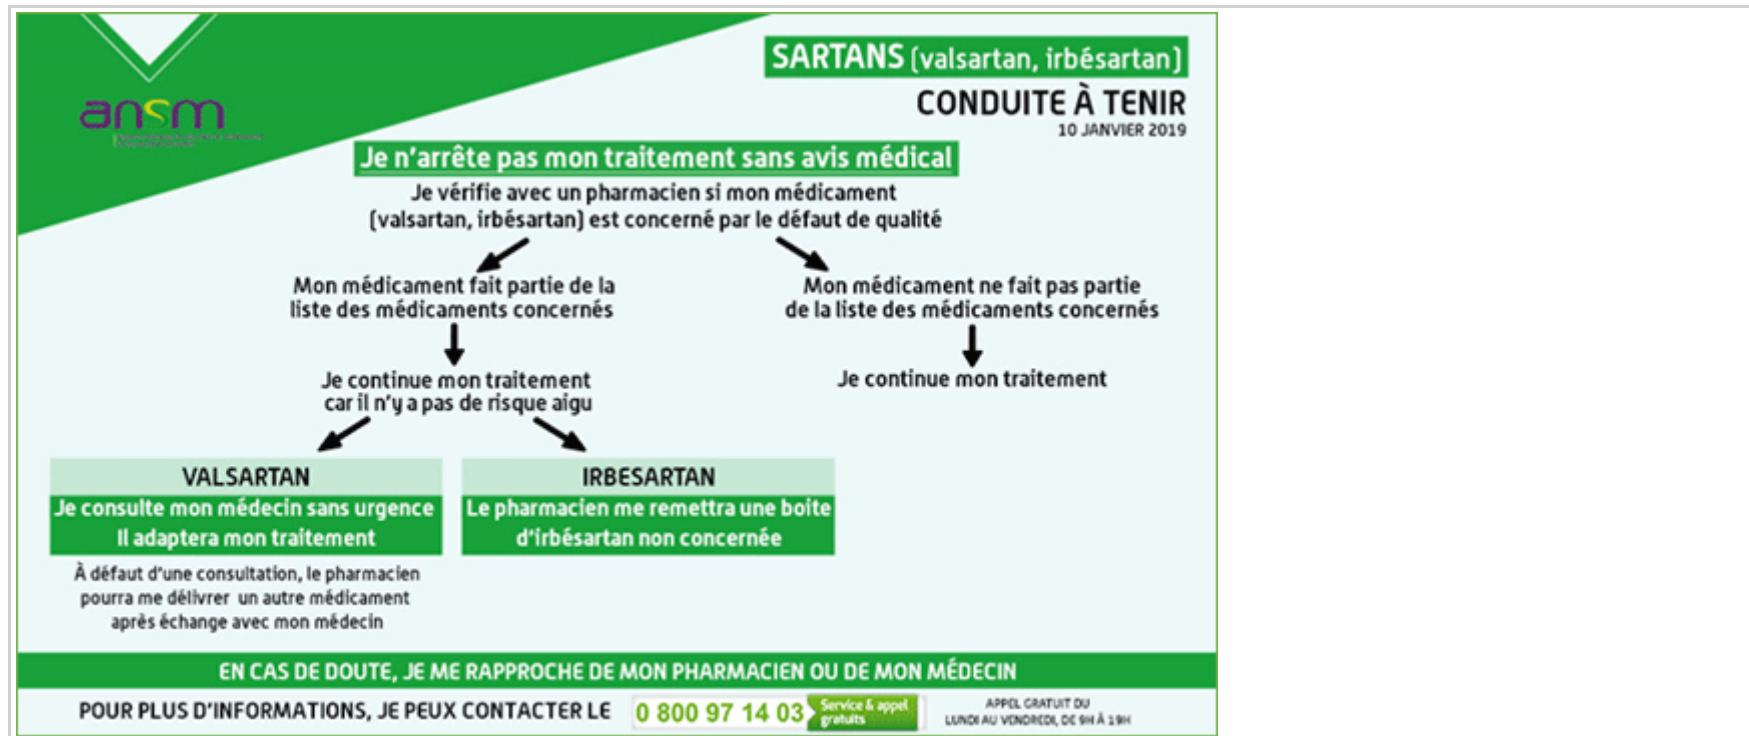 ansm
SARTANS (valsartan, irbésartan)
CONDUITE À TENIR
10 JANVIER 2019
Je n'arrête pas mon traitement sans avis médical
Je vérifie avec un pharmacien si mon médicament
(valsartan, irbésartan) est concerné par le défaut de qualité
Mon médicament fait partie de la
liste des médicaments concernés
Mon médicament ne fait pas partie
de la liste des médicaments concernés
Je continue mon traitement
car il n'y a pas de risque aigu
Je continue mon traitement
VALSARTAN
Je consulte mon médecin sans urgence
Il adaptera mon traitement
À défaut d'une consultation, le pharmacien
pourra me délivrer un autre médicament
après échange avec mon médecin
IRBESARTAN
Le pharmacien me remettra une boite
d'irbésartan non concernée
EN CAS DE DOUTE, JE ME RAPPROCHE DE MON PHARMACIEN OU DE MON MÉDECIN
POUR PLUS D'INFORMATIONS, JE PEUX CONTACTER LE
0 800 97 14 03
Service & appel
gratuits
APPEL GRATUIT DU
LUNDI AU VENDREDI, DE 9H À 19H